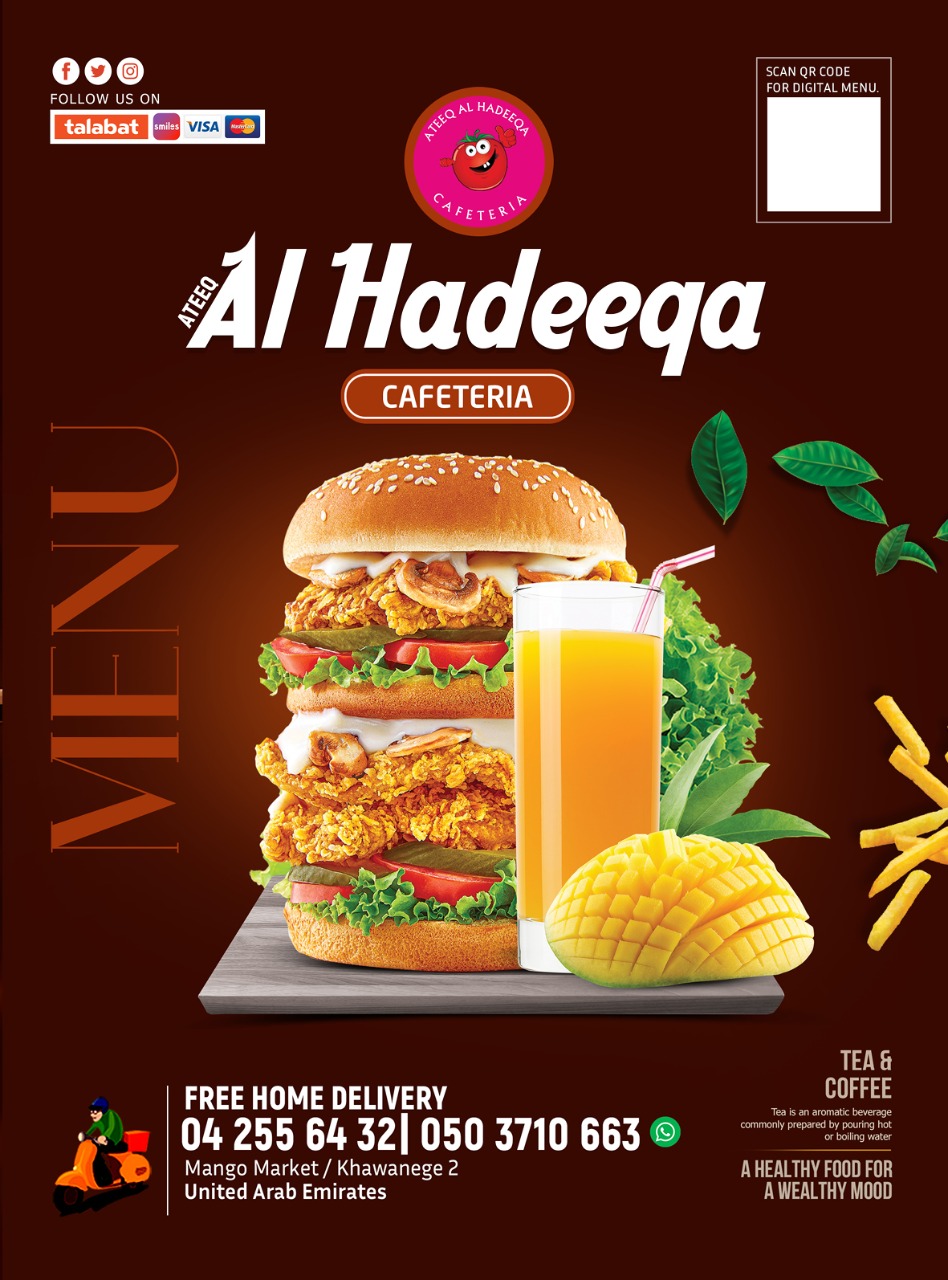 FOLLOW US ON
talabat smiles VISA MasterCard
SCAN QR CODE
FOR DIGITAL MENU.
ATEEQ AL HADEEQA
CAFETERIA
ATEEQ
Al Hadeeqa
CAFETERIA
MENU
FREE HOME DELIVERY
04 255 64 32| 050 3710 663
Mango Market / Khawanege 2
United Arab Emirates
TEA &
COFFEE
Tea is an aromatic beverage
commonly prepared by pouring hot
or boiling water
A HEALTHY FOOD FOR
A WEALTHY MOOD